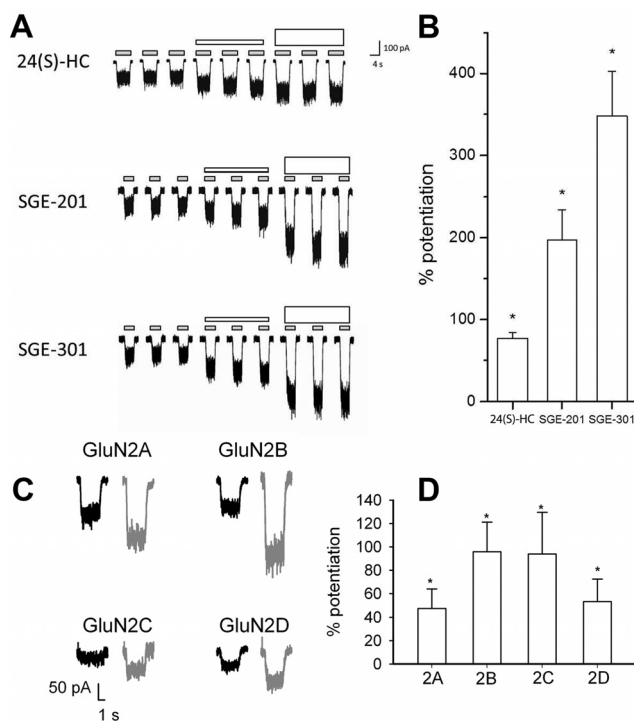 A
24(S)-HC
100 pA
4 s
SGE-201
SGE-301
B
% potentiation
400
300
200
100
0
24(S)-HC SGE-201 SGE-301
* * *
C
GluN2A GluN2B
GluN2C GluN2D
50 pA
1 s
D
% potentiation
140
120
100
80
60
40
20
0
* * * *
2A 2B 2C 2D